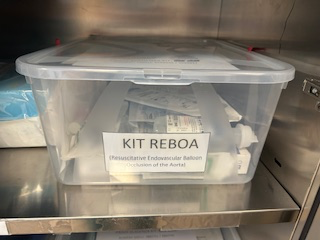 KIT REBOA
(Resuscitative Endovascular Balloon
Occlusion of the Aorta)